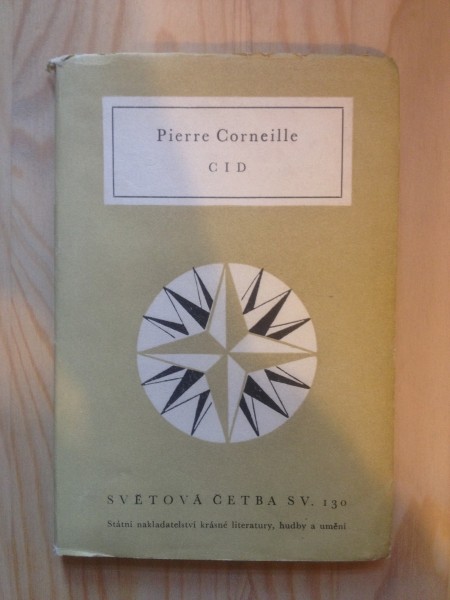 Pierre Corneille
CID
SVĚTOVÁ ČETBA SV. 130
Státní nakladatelství krásné literatury, hudby a umění